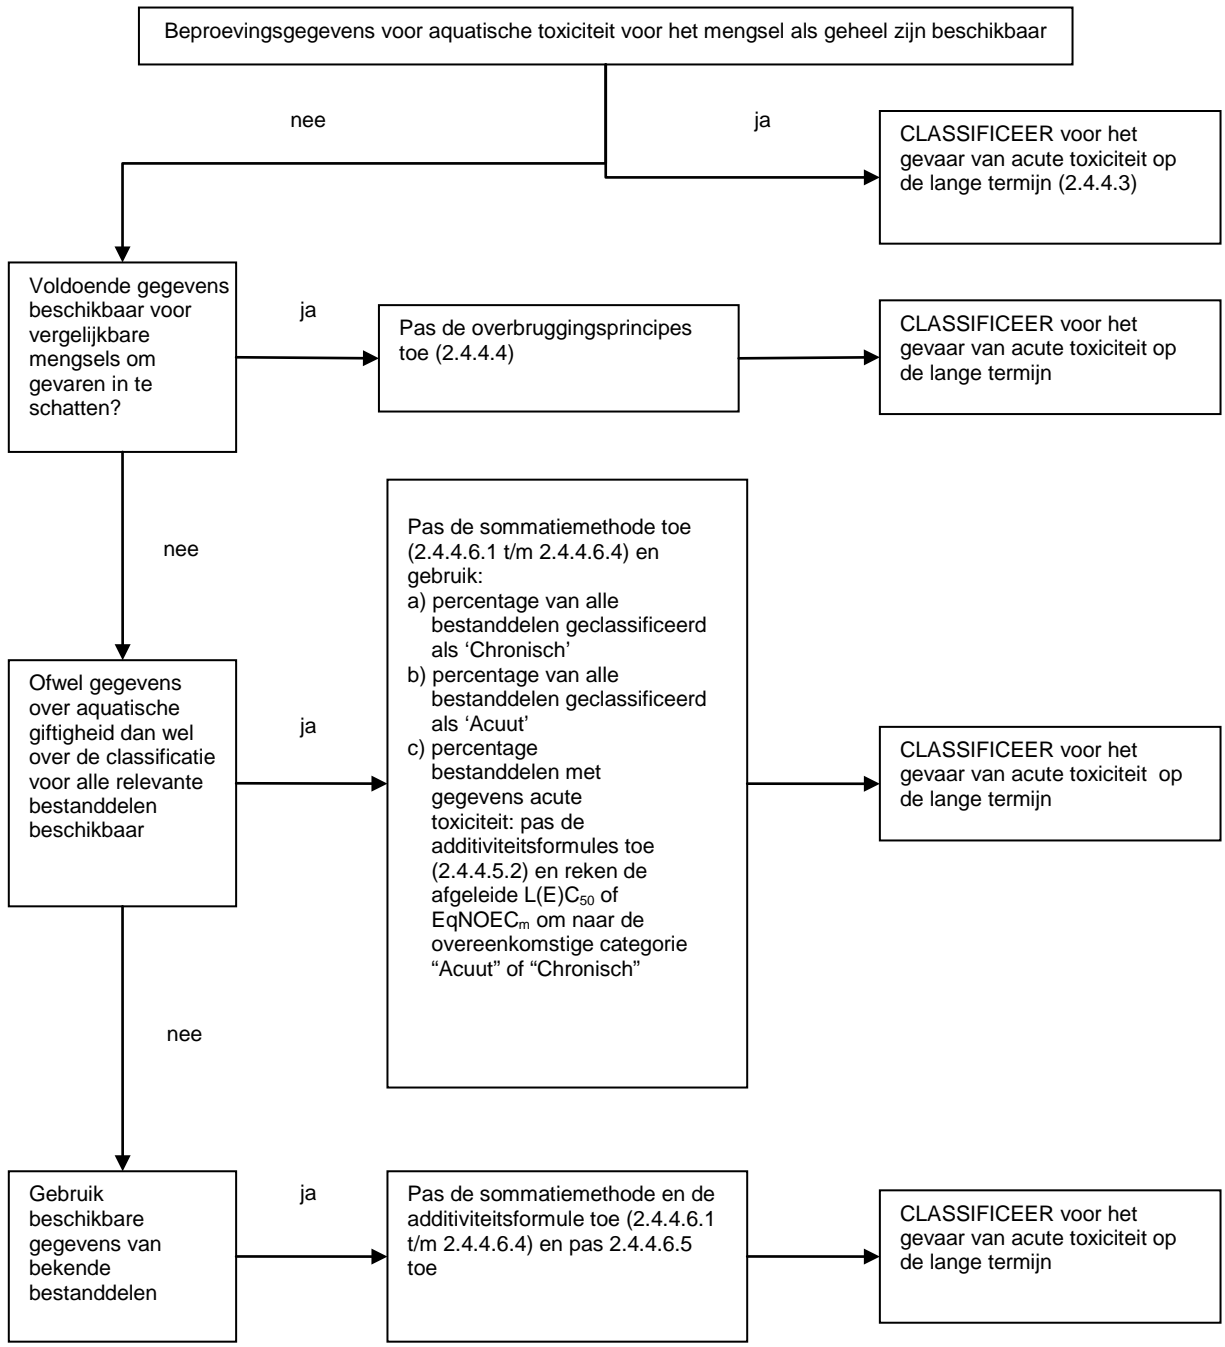 Beproevingsgegevens voor aquatische toxiciteit voor het mengsel als geheel zijn beschikbaar
nee
ja
CLASSIFICEER voor het
gevaar van acute toxiciteit op
de lange termijn (2.4.4.3)
Voldoende gegevens
beschikbaar voor
vergelijkbare
mengsels om
gevaren in te
schatten?
ja
Pas de overbruggingsprincipes
toe (2.4.4.4)
CLASSIFICEER voor het
gevaar van acute toxiciteit op
de lange termijn
nee
Pas de sommatiemethode toe
(2.4.4.6.1 t/m 2.4.4.6.4) en
gebruik:
a) percentage van alle
bestanddelen geclassificeerd
als ‘Chronisch’
b) percentage van alle
bestanddelen geclassificeerd
als ‘Acuut’
c) percentage
bestanddelen met
gegevens acute
toxiciteit: pas de
additiviteitsformules toe
(2.4.4.5.2) en reken de
afgeleide L(E)C₅₀ of
EqNOECₘ om naar de
overeenkomstige categorie
“Acuut” of “Chronisch”
Ofwel gegevens
over aquatische
giftigheid dan wel
over de classificatie
voor alle relevante
bestanddelen
beschikbaar
ja
CLASSIFICEER voor het
gevaar van acute toxiciteit op
de lange termijn
nee
Gebruik
beschikbare
gegevens van
bekende
bestanddelen
ja
Pas de sommatiemethode en de
additiviteitsformule toe (2.4.4.6.1
t/m 2.4.4.6.4) en pas 2.4.4.6.5
toe
CLASSIFICEER voor het
gevaar van acute toxiciteit op
de lange termijn